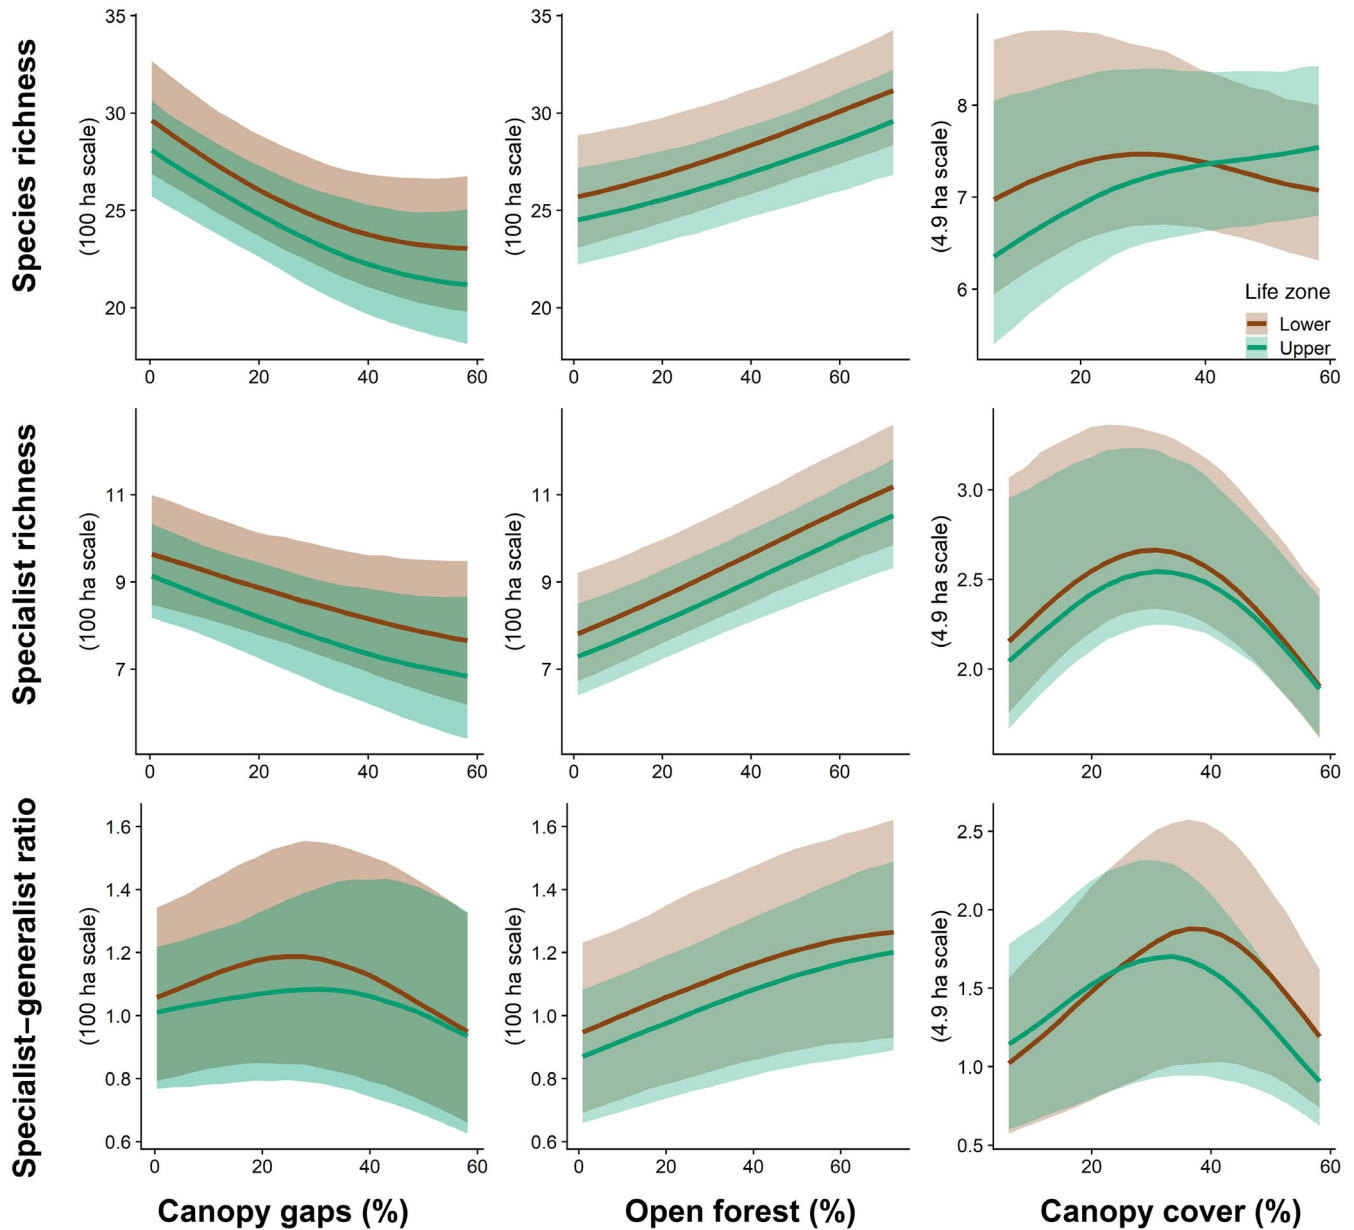 Species richness
(100 ha scale)
35
30
25
20
0 20 40 60
(100 ha scale)
35
30
25
20
0 20 40 60
(4.9 ha scale)
8
7
6
20 40 60
Life zone
Lower
Upper
Specialist richness
(100 ha scale)
11
9
7
0 20 40 60
(100 ha scale)
11
9
7
0 20 40 60
(4.9 ha scale)
3.0
2.5
2.0
20 40 60
Specialist–generalist ratio
(100 ha scale)
1.6
1.4
1.2
1.0
0.8
0.6
0 20 40 60
(100 ha scale)
1.6
1.4
1.2
1.0
0.8
0.6
0 20 40 60
(4.9 ha scale)
2.5
2.0
1.5
1.0
0.5
20 40 60
Canopy gaps (%)
Open forest (%)
Canopy cover (%)